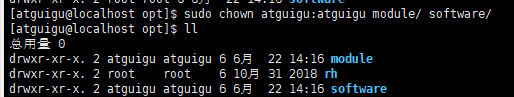 [atguigu@localhost opt]$ sudo chown atguigu:atguigu module/ software/
[atguigu@localhost opt]$ ll
总用量 0
drwxr-xr-x. 2 atguigu atguigu 6 6月  22 14:16 module
drwxr-xr-x. 2 root    root    6 10月 31 2018 rh
drwxr-xr-x. 2 atguigu atguigu 6 6月  22 14:16 software